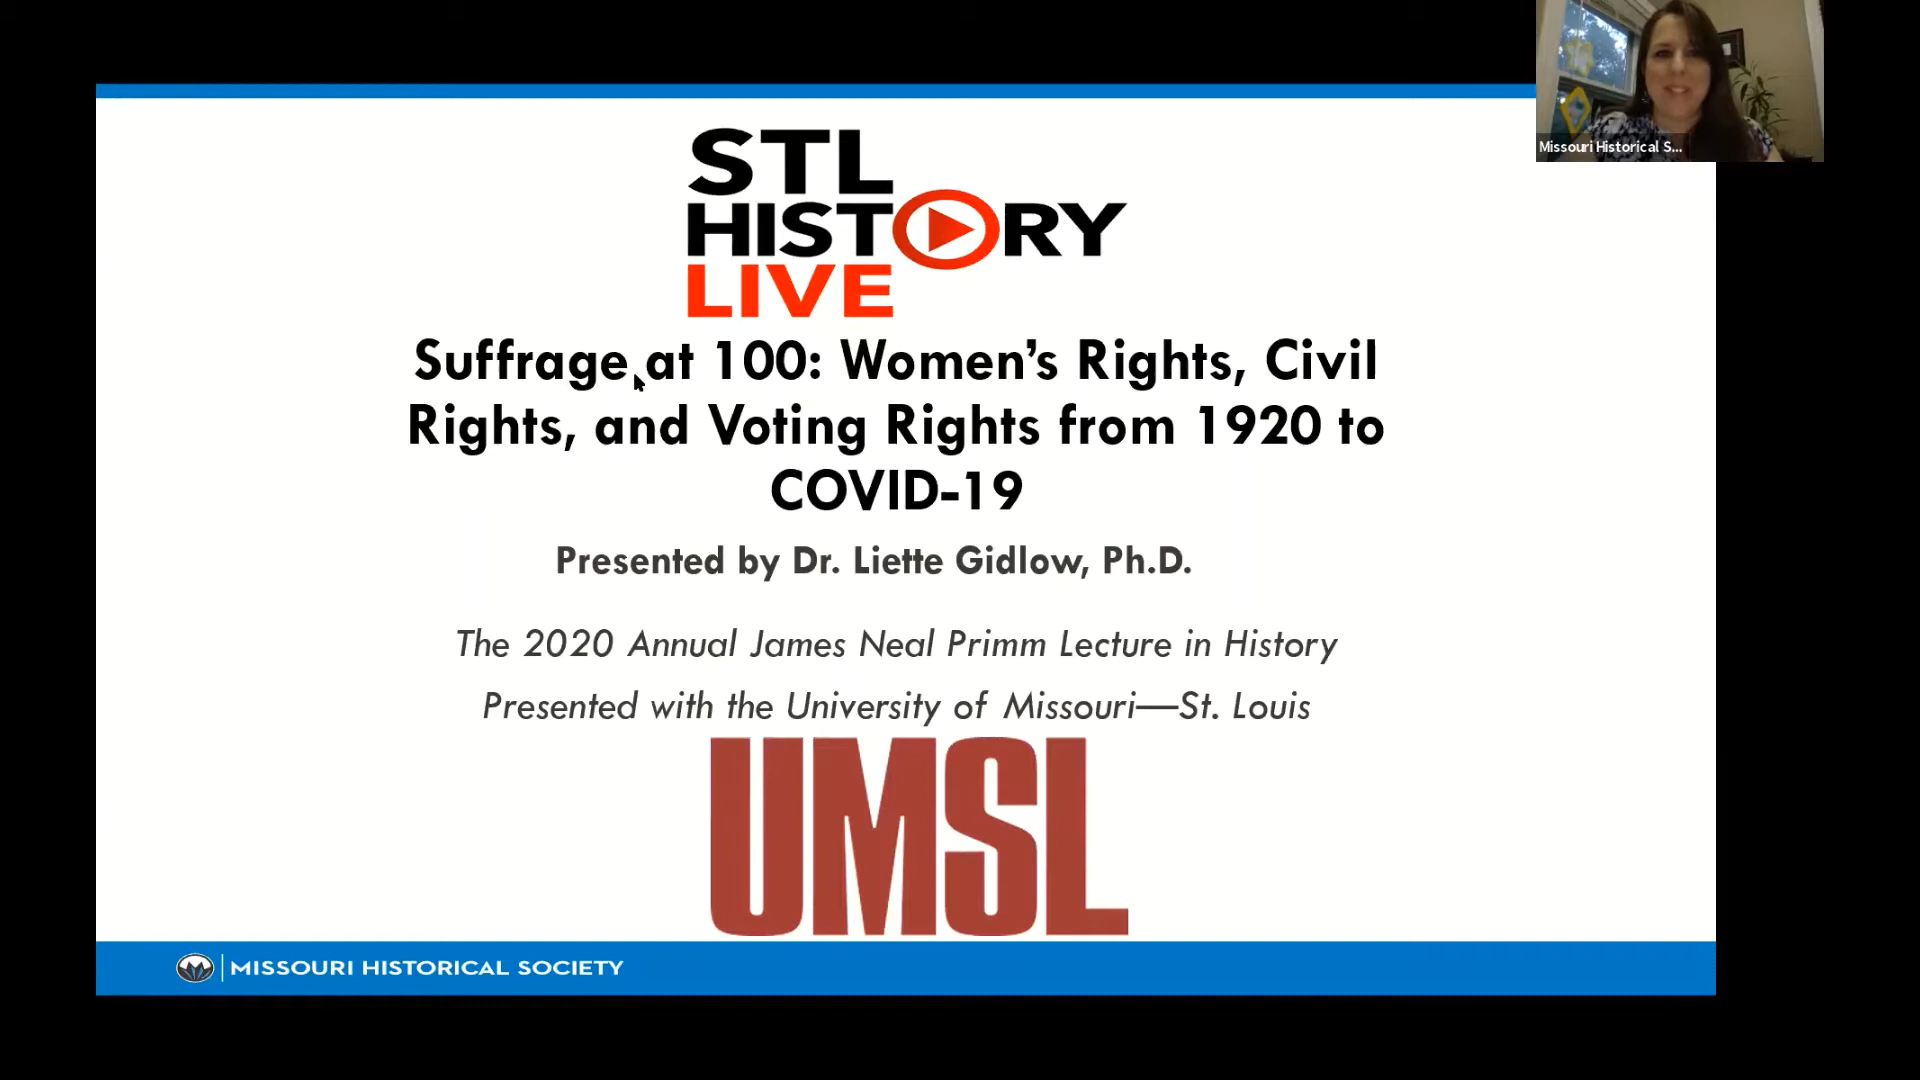 Missouri Historical S...
STL
HISTORY
LIVE
Suffrage at 100: Women’s Rights, Civil
Rights, and Voting Rights from 1920 to
COVID-19
Presented by Dr. Liette Gidlow, Ph.D.
The 2020 Annual James Neal Primm Lecture in History
Presented with the University of Missouri—St. Louis
UMSL
MISSOURI HISTORICAL SOCIETY